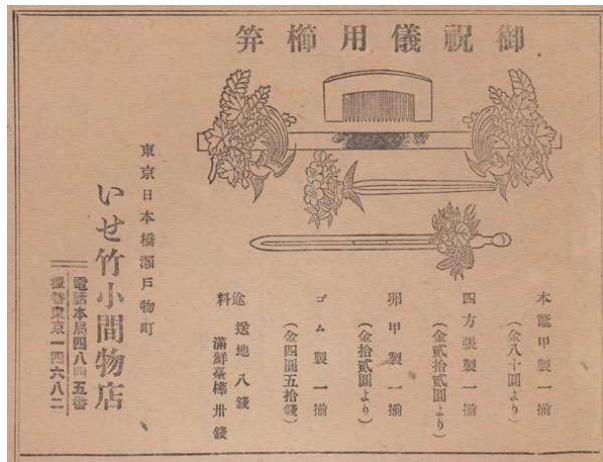 御祝儀用櫛笄
本鼈甲製一揃
（金八十圓より）
四方張製一揃
（金貳拾貳圓より）
卵甲製一揃
（金拾貳圓より）
ゴム製一揃
（金四圓五拾錢）
送料
內地八錢
滿鮮臺樺卅錢
東京日本橋瀨戸物町
いせ竹小間物店
電話本局四八四五番
振替東京一四六八二